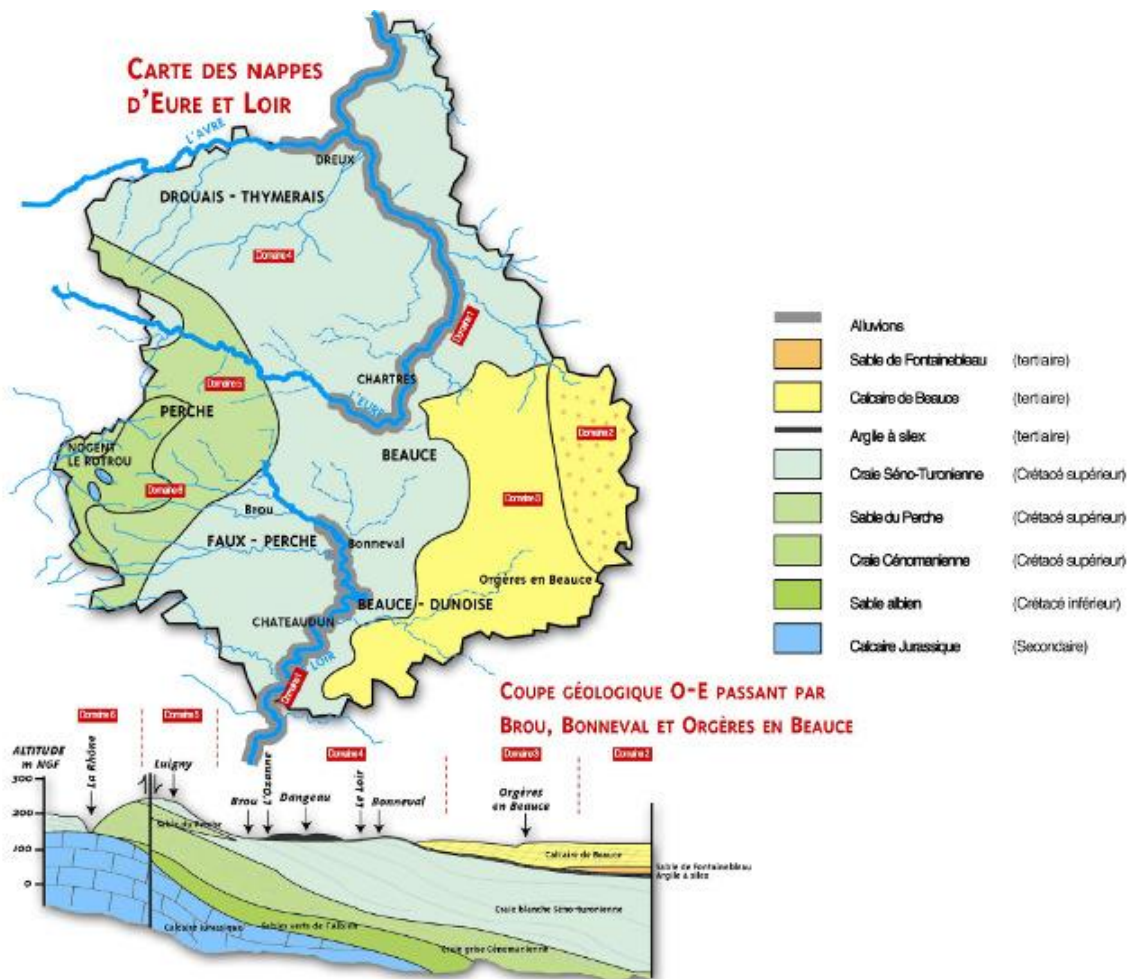 CARTE DES NAPPES
D'EURE ET LOIR
L'AVRE
DREUX
DROUAIS - THYMERAIS
Domaine 4
Domaine 1
CHARTRES
L'EURE
Domaine 5
PERCHE
NOGENT
LE ROTROU
Domaine 6
BEAUCE
Domaine 2
Domaine 3
Brou
FAUX - PERCHE
Bonneval
Orgères en Beauce
BEAUCE - DUNOISE
CHATEAUDUN
LOIR
Domaine 1
Alluvions
Sable de Fontainebleau (tertiaire)
Calcaire de Beauce (tertiaire)
Argile à silex (tertiaire)
Craie Séno-Turonienne (Crétacé supérieur)
Sable du Perche (Crétacé supérieur)
Craie Cénomanienne (Crétacé supérieur)
Sable albien (Crétacé inférieur)
Calcaire Jurassique (Secondaire)
COUPE GÉOLOGIQUE O-E PASSANT PAR
BROU, BONNEVAL ET ORGÈRES EN BEAUCE
Domaine 6
Domaine 5
Domaine 4
Domaine 3
Domaine 2
ALTITUDE
m NGF
La Rhône
Luigny
Brou
L'Ozanne
Dangeau
Le Loir
Bonneval
Orgères
en Beauce
300
200
100
0
Sable du Perche
Calcaire de Beauce
Sable de Fontainebleau
Argile à silex
Craie blanche Séno-turonienne
Calcaire Jurassique
Sables verts de l'Albien
Craie grise Cénomanienne